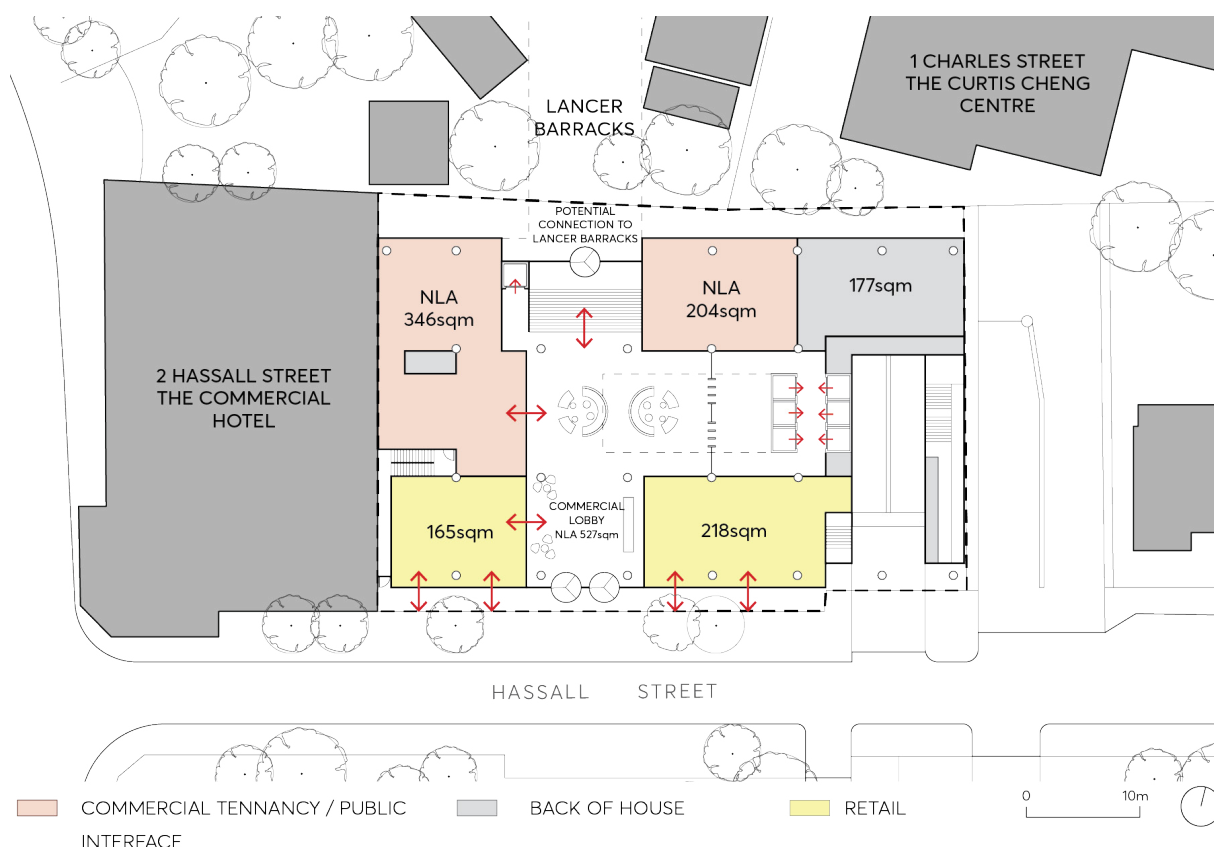 1 CHARLES STREET
THE CURTIS CHENG
CENTRE
LANCER
BARRACKS
POTENTIAL
CONNECTION TO
LANCER BARRACKS
NLA
346sqm
NLA
204sqm
177sqm
2 HASSALL STREET
THE COMMERCIAL
HOTEL
165sqm
COMMERCIAL
LOBBY
NLA 527sqm
218sqm
HASSALL STREET
COMMERCIAL TENNANCY / PUBLIC
INTERFACE
BACK OF HOUSE
RETAIL
0 10m